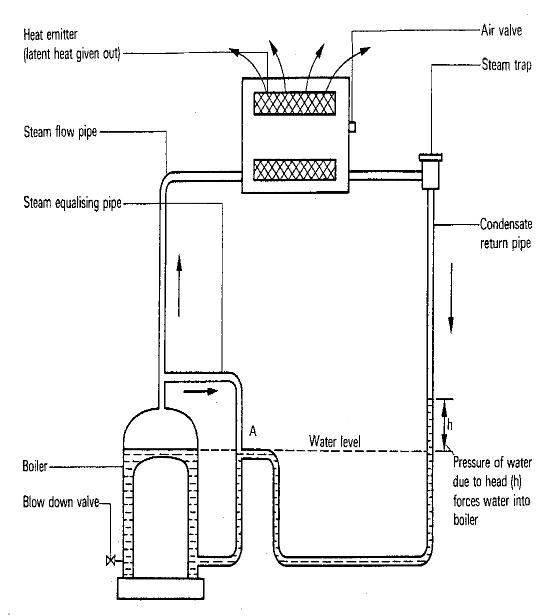 Heat emitter
(latent heat given out)
Air valve
Steam trap
Steam flow pipe
Steam equalising pipe
Condensate
return pipe
h
A
Water level
Boiler
Pressure of water
due to head (h)
forces water into
boiler
Blow down valve